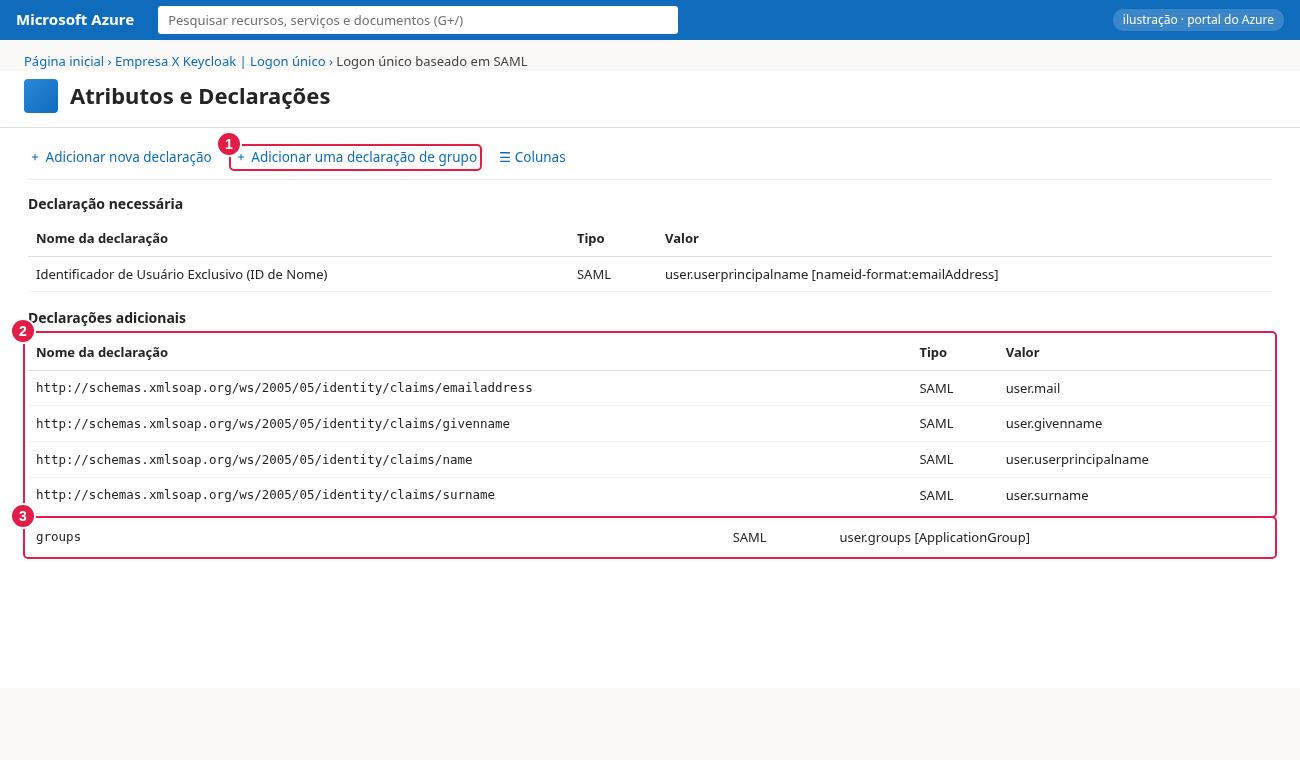 Microsoft Azure
Pesquisar recursos, serviços e documentos (G+/)
ilustração · portal do Azure
Página inicial › Empresa X Keycloak | Logon único › Logon único baseado em SAML
Atributos e Declarações
1
+ Adicionar nova declaração + Adicionar uma declaração de grupo ☰ Colunas
Declaração necessária
Nome da declaração Tipo Valor
Identificador de Usuário Exclusivo (ID de Nome) SAML user.userprincipalname [nameid-format:emailAddress]
Declarações adicionais
2
Nome da declaração Tipo Valor
http://schemas.xmlsoap.org/ws/2005/05/identity/claims/emailaddress SAML user.mail
http://schemas.xmlsoap.org/ws/2005/05/identity/claims/givenname SAML user.givenname
http://schemas.xmlsoap.org/ws/2005/05/identity/claims/name SAML user.userprincipalname
http://schemas.xmlsoap.org/ws/2005/05/identity/claims/surname SAML user.surname
3
groups SAML user.groups [ApplicationGroup]